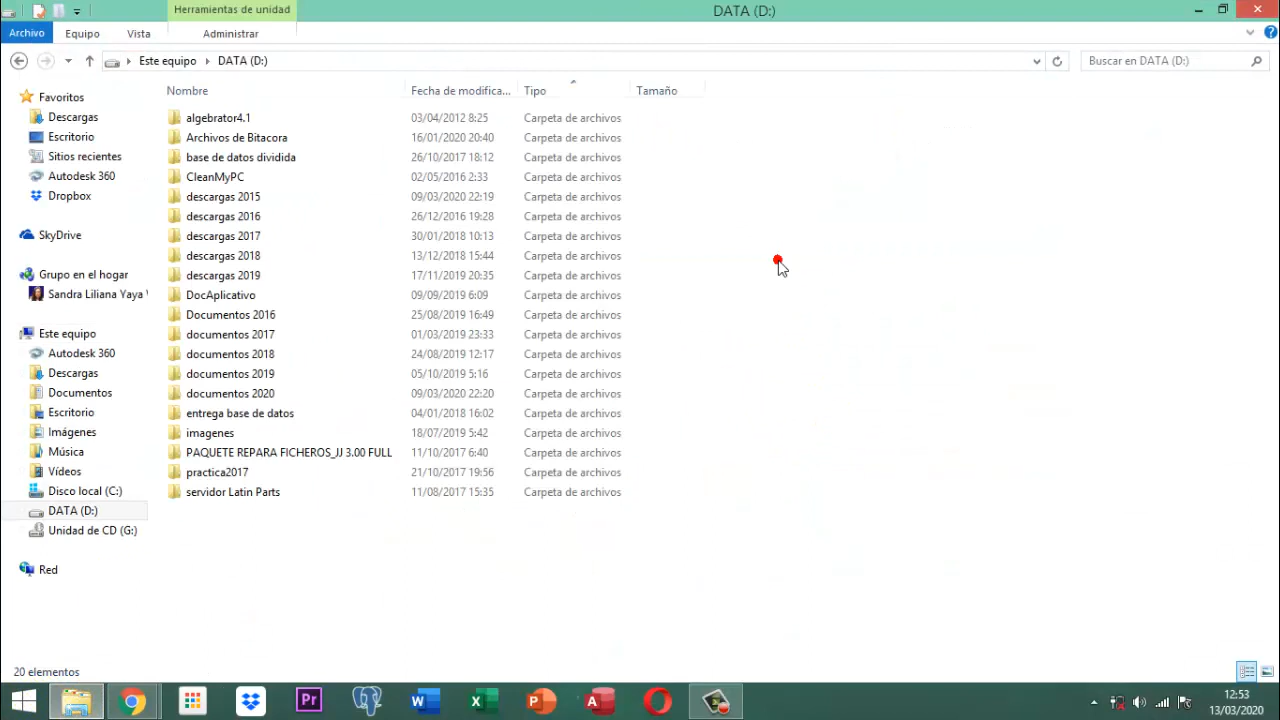 Herramientas de unidad
DATA (D:)
Archivo Equipo Vista Administrar
Este equipo DATA (D:) Buscar en DATA (D:)
Nombre Fecha de modifica... Tipo Tamaño
Favoritos
Descargas
Escritorio
Sitios recientes
Autodesk 360
Dropbox
SkyDrive
Grupo en el hogar
Sandra Liliana Yaya
Este equipo
Autodesk 360
Descargas
Documentos
Escritorio
Imágenes
Música
Vídeos
Disco local (C:)
DATA (D:)
Unidad de CD (G:)
Red
algebrator4.1 03/04/2012 8:25 Carpeta de archivos
Archivos de Bitacora 16/01/2020 20:40 Carpeta de archivos
base de datos dividida 26/10/2017 18:12 Carpeta de archivos
CleanMyPC 02/05/2016 2:33 Carpeta de archivos
descargas 2015 09/03/2020 22:19 Carpeta de archivos
descargas 2016 26/12/2016 19:28 Carpeta de archivos
descargas 2017 30/01/2018 10:13 Carpeta de archivos
descargas 2018 13/12/2018 15:44 Carpeta de archivos
descargas 2019 17/11/2019 20:35 Carpeta de archivos
DocAplicativo 09/09/2019 6:09 Carpeta de archivos
Documentos 2016 25/08/2019 16:49 Carpeta de archivos
documentos 2017 01/03/2019 23:33 Carpeta de archivos
documentos 2018 24/08/2019 12:17 Carpeta de archivos
documentos 2019 05/10/2019 5:16 Carpeta de archivos
documentos 2020 09/03/2020 22:20 Carpeta de archivos
entrega base de datos 04/01/2018 16:02 Carpeta de archivos
imagenes 18/07/2019 5:42 Carpeta de archivos
PAQUETE REPARA FICHEROS_JJ 3.00 FULL 11/10/2017 6:40 Carpeta de archivos
practica2017 21/10/2017 19:56 Carpeta de archivos
servidor Latin Parts 11/08/2017 15:35 Carpeta de archivos
20 elementos
Pr
12:53
13/03/2020